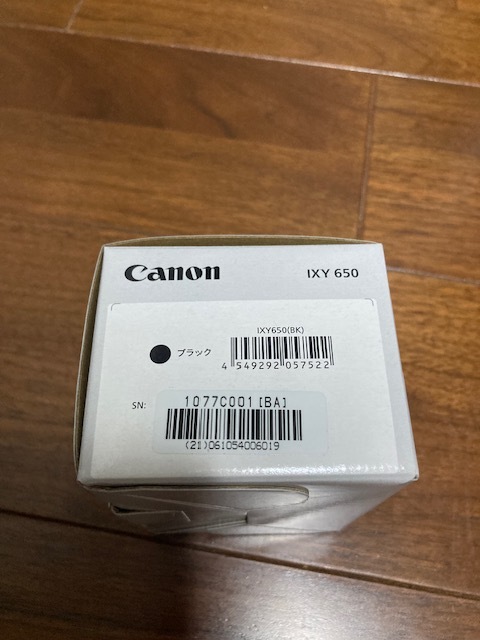 Canon
IXY 650
IXY650(BK)
ブラック
4 549292 057522
SN:
1077C001[BA]
(21)061054006019